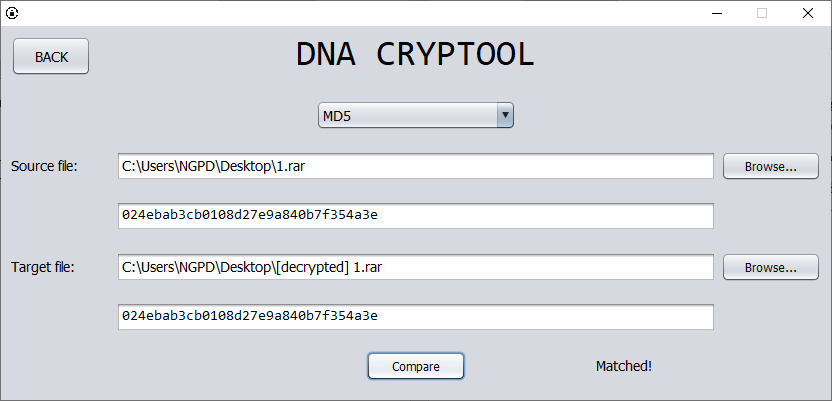 BACK
DNA CRYPTOOL
MD5
Source file:
C:\Users\NGPD\Desktop\1.rar
Browse...
024ebab3cb0108d27e9a840b7f354a3e
Target file:
C:\Users\NGPD\Desktop\[decrypted] 1.rar
Browse...
024ebab3cb0108d27e9a840b7f354a3e
Compare
Matched!